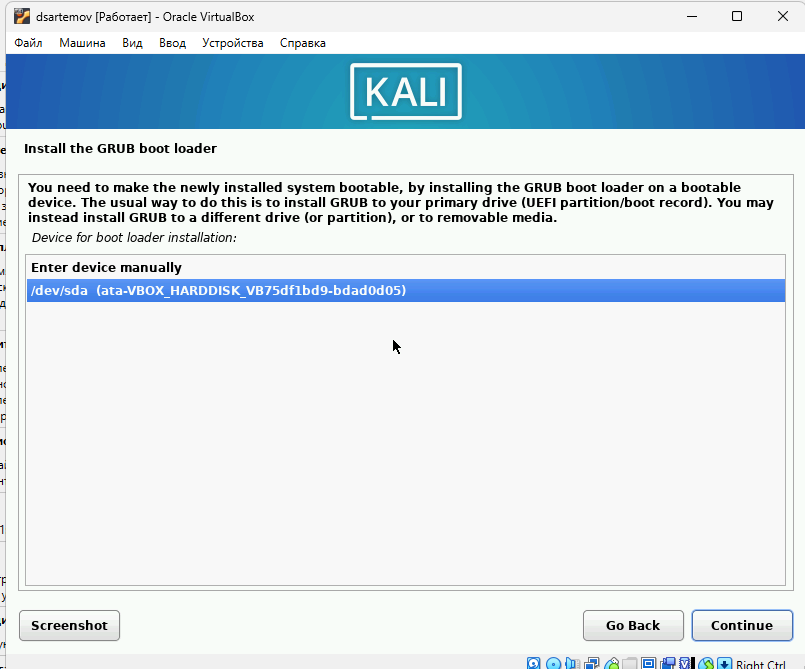 dsartemov [Работает] - Oracle VirtualBox
Файл Машина Вид Ввод Устройства Справка
KALI
Install the GRUB boot loader
You need to make the newly installed system bootable, by installing the GRUB boot loader on a bootable
device. The usual way to do this is to install GRUB to your primary drive (UEFI partition/boot record). You may
instead install GRUB to a different drive (or partition), or to removable media.
Device for boot loader installation:
Enter device manually
/dev/sda (ata-VBOX_HARDDISK_VB75df1bd9-bdad0d05)
Screenshot Go Back Continue
Right Ctrl